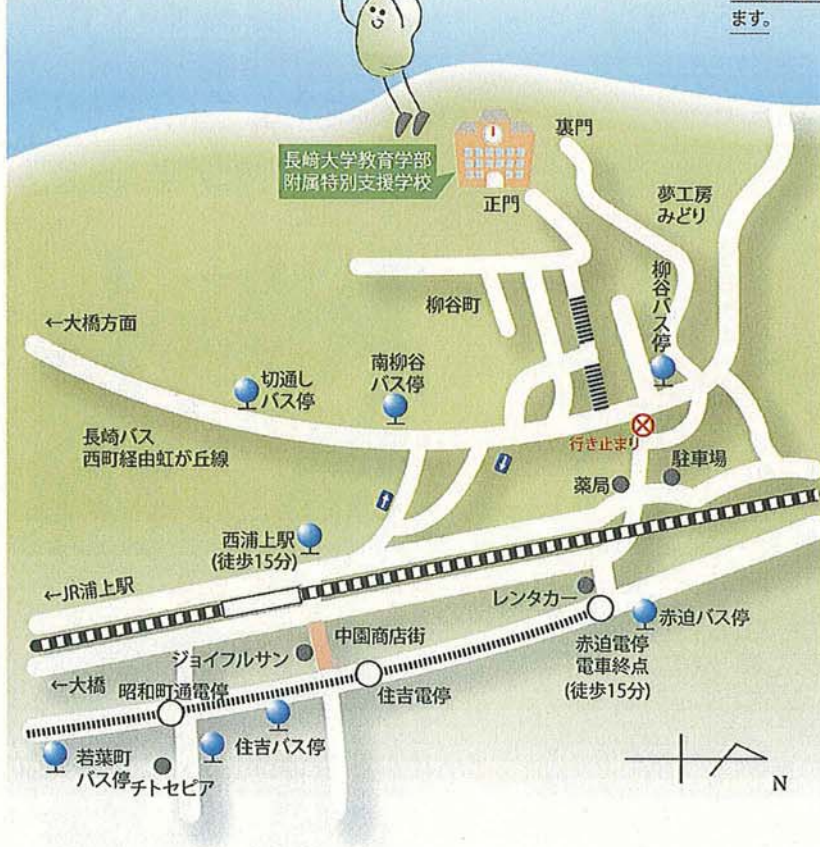 ます。
長﨑大学教育学部
附属特別支援学校
裏門
正門
夢工房
みどり
柳谷町
柳谷バス停
←大橋方面
切通し
バス停
南柳谷
バス停
長崎バス
西町経由虹が丘線
行き止まり
駐車場
薬局
西浦上駅
(徒歩15分)
←JR浦上駅
レンタカー
赤迫バス停
中園商店街
赤迫電停
電車終点
(徒歩15分)
ジョイフルサン
←大橋
昭和町通電停
住吉電停
住吉バス停
若葉町
バス停
チトセピア
N